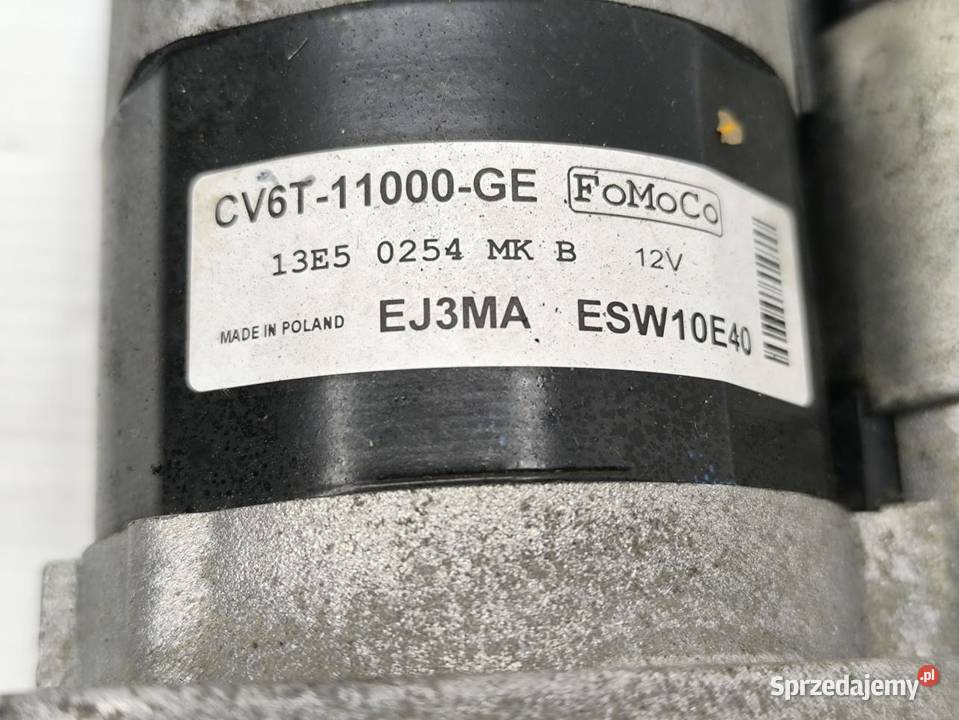 CV6T-11000-GE FoMoCo
13E5 0254 MK B 12V
MADE IN POLAND EJ3MA ESW10E40
Sprzedajemy.pl